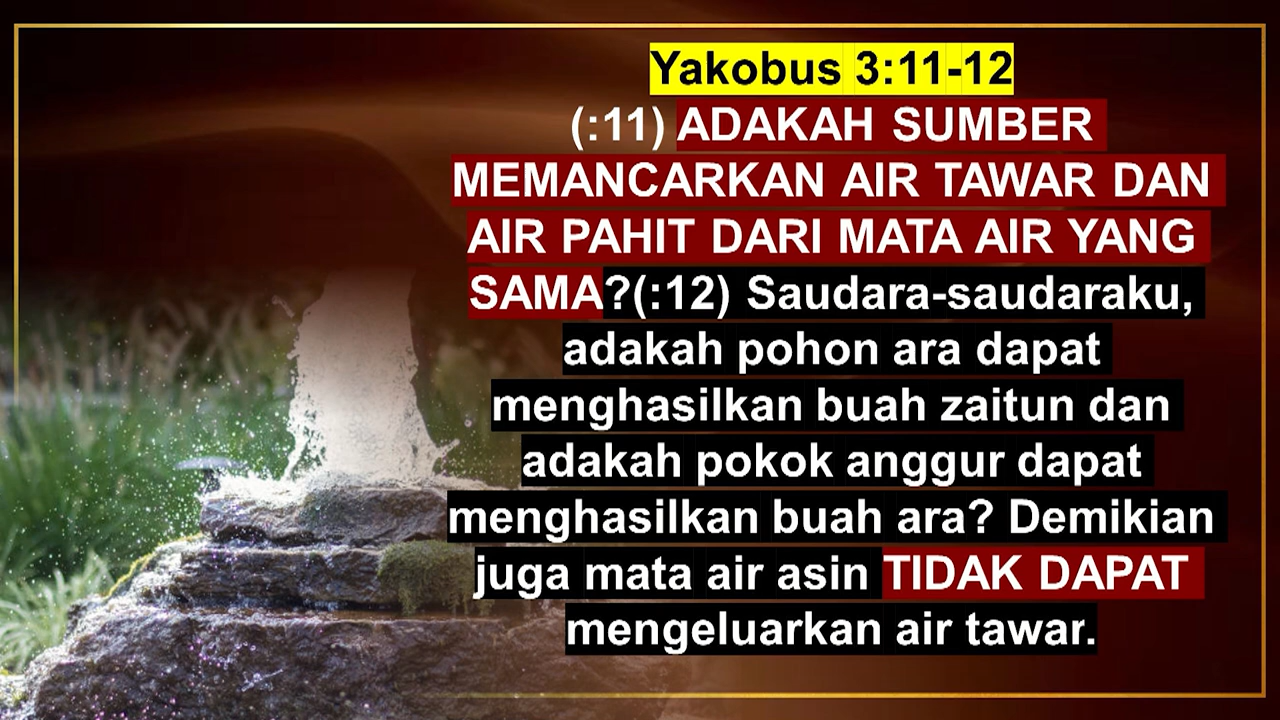 Yakobus 3:11-12
(:11) ADAKAH SUMBER
MEMANCARKAN AIR TAWAR DAN
AIR PAHIT DARI MATA AIR YANG
SAMA?(:12) Saudara-saudaraku,
adakah pohon ara dapat
menghasilkan buah zaitun dan
adakah pokok anggur dapat
menghasilkan buah ara? Demikian
juga mata air asin TIDAK DAPAT
mengeluarkan air tawar.